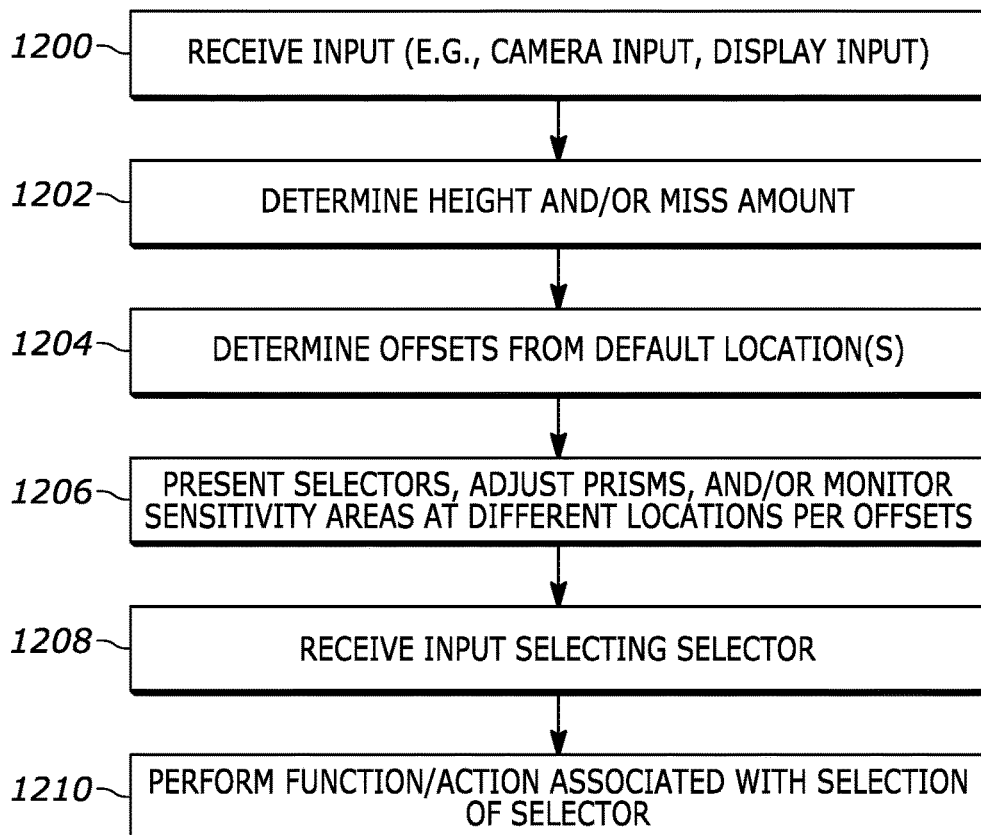 1200 RECEIVE INPUT (E.G., CAMERA INPUT, DISPLAY INPUT)
1202 DETERMINE HEIGHT AND/OR MISS AMOUNT
1204 DETERMINE OFFSETS FROM DEFAULT LOCATION(S)
1206 PRESENT SELECTORS, ADJUST PRISMS, AND/OR MONITOR
SENSITIVITY AREAS AT DIFFERENT LOCATIONS PER OFFSETS
1208 RECEIVE INPUT SELECTING SELECTOR
1210 PERFORM FUNCTION/ACTION ASSOCIATED WITH SELECTION
OF SELECTOR